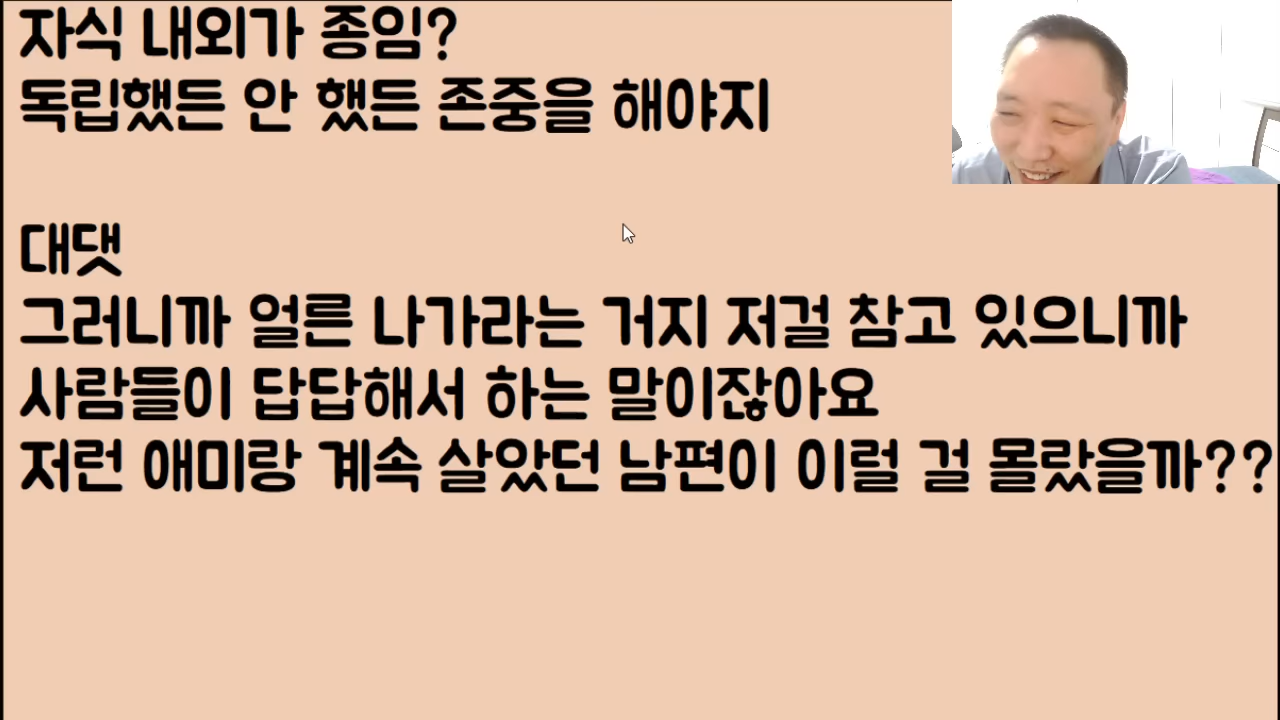 자식 내외가 종임?
독립했든 안 했든 존중을 해야지
대댓
그러니까 얼른 나가라는 거지 저걸 참고 있으니까
사람들이 답답해서 하는 말이잖아요
저런 애미랑 계속 살았던 남편이 이럴 걸 몰랐을까??